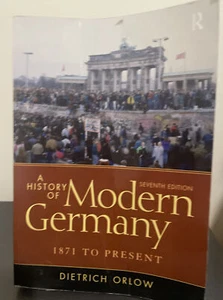 R
A
HISTORY
OF
SEVENTH EDITION
Modern
Germany
1871 TO PRESENT
DIETRICH ORLOW